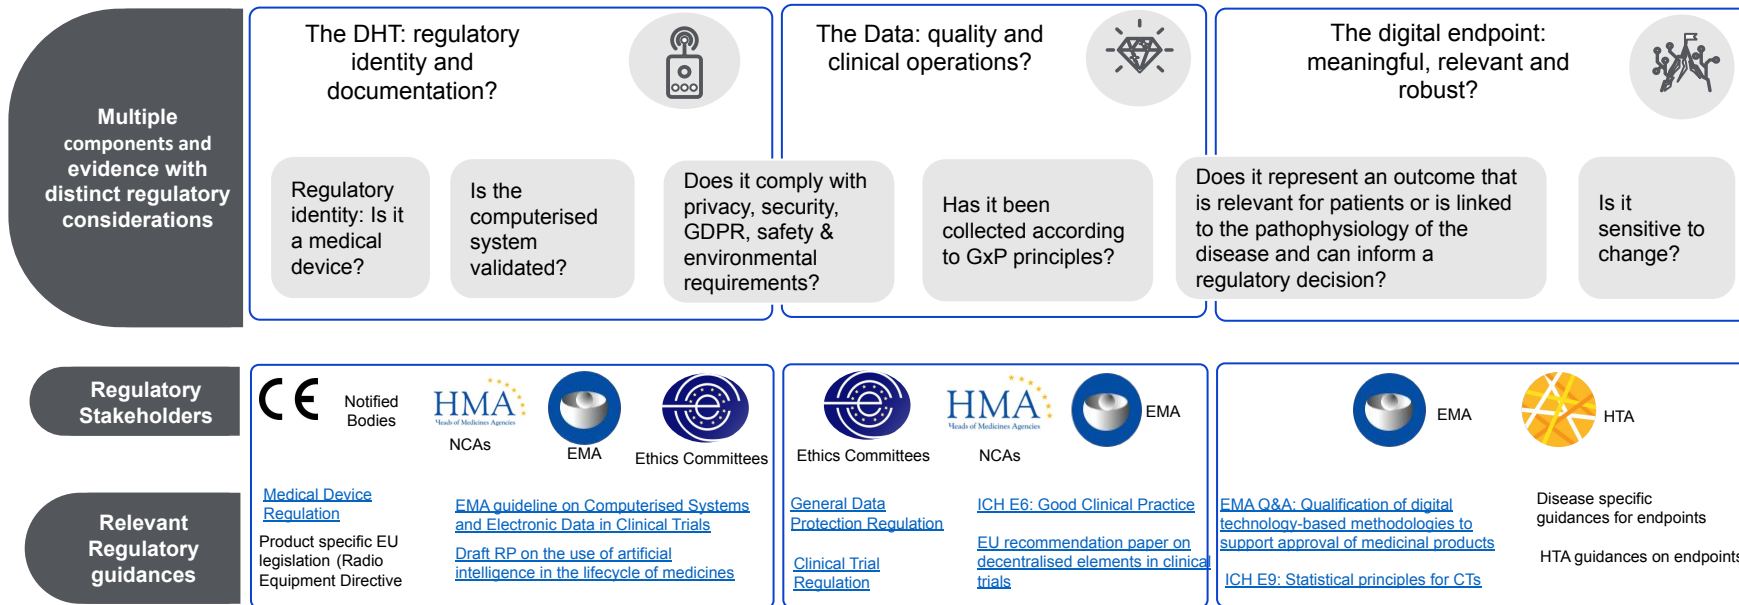 Multiple
components and
evidence with
distinct regulatory
considerations
The DHT: regulatory
identity and
documentation?
The Data: quality and
clinical operations?
The digital endpoint:
meaningful, relevant and
robust?
Regulatory
identity: Is it
a medical
device?
Is the
computerised
system
validated?
Does it comply with
privacy, security,
GDPR, safety &
environmental
requirements?
Has it been
collected according
to GxP principles?
Does it represent an outcome that
is relevant for patients or is linked
to the pathophysiology of the
disease and can inform a
regulatory decision?
Is it
sensitive to
change?
Regulatory
Stakeholders
CE
Notified
Bodies
HMA
Heads of Medicines Agencies
NCAs
EMA
Ethics Committees
Ethics Committees
HMA
Heads of Medicines Agencies
NCAs
EMA
EMA
HTA
Relevant
Regulatory
guidances
Medical Device
Regulation
Product specific EU
legislation (Radio
Equipment Directive
EMA guideline on Computerised Systems
and Electronic Data in Clinical Trials
Draft RP on the use of artificial
intelligence in the lifecycle of medicines
General Data
Protection Regulation
Clinical Trial
Regulation
ICH E6: Good Clinical Practice
EU recommendation paper on
decentralised elements in clinical
trials
EMA Q&A: Qualification of digital
technology-based methodologies to
support approval of medicinal products
ICH E9: Statistical principles for CTs
Disease specific
guidances for endpoints
HTA guidances on endpoints